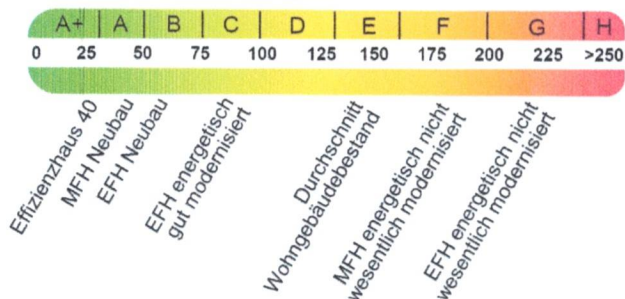 A+ A B C D E F G H
0 25 50 75 100 125 150 175 200 225 >250
Effizienzhaus 40
MFH Neubau
EFH Neubau
EFH energetisch
gut modernisiert
Durchschnitt
Wohngebäudebestand
MFH energetisch nicht
wesentlich modernisiert
EFH energetisch nicht
wesentlich modernisiert